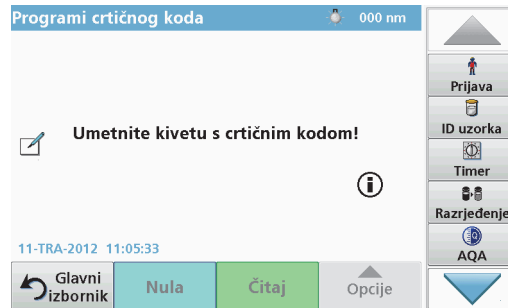 Programi crtičnog koda 000 nm
Umetnite kivetu s crtičnim kodom!
11-TRA-2012 11:05:33
Glavni
izbornik
Nula
Čitaj
Opcije
Prijava
ID uzorka
Timer
Razrjeđenje
AQA